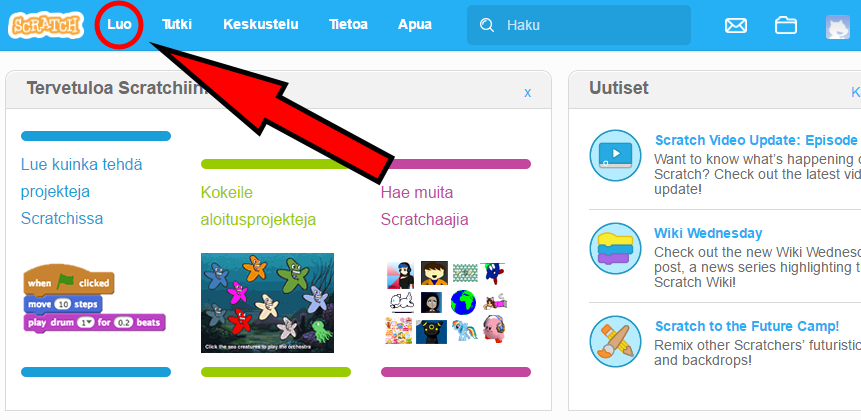 SCRATCH Luo Tutki Keskustelu Tietoa Apua Haku
Tervetuloa Scratchiin
x
Lue kuinka tehdä
projekteja
Scratchissa
when clicked
move 10 steps
play drum 1 for 0.2 beats
Kokeile
aloitusprojekteja
Click the sea creatures to play the orchestra
Hae muita
Scratchaajia
Uutiset
K
Scratch Video Update: Episode
Want to know what's happening
Scratch? Check out the latest vid
update!
Wiki Wednesday
Check out the new Wiki Wednes
post, a news series highlighting t
Scratch Wiki!
Scratch to the Future Camp!
Remix other Scratchers' futuristic
and backdrops!